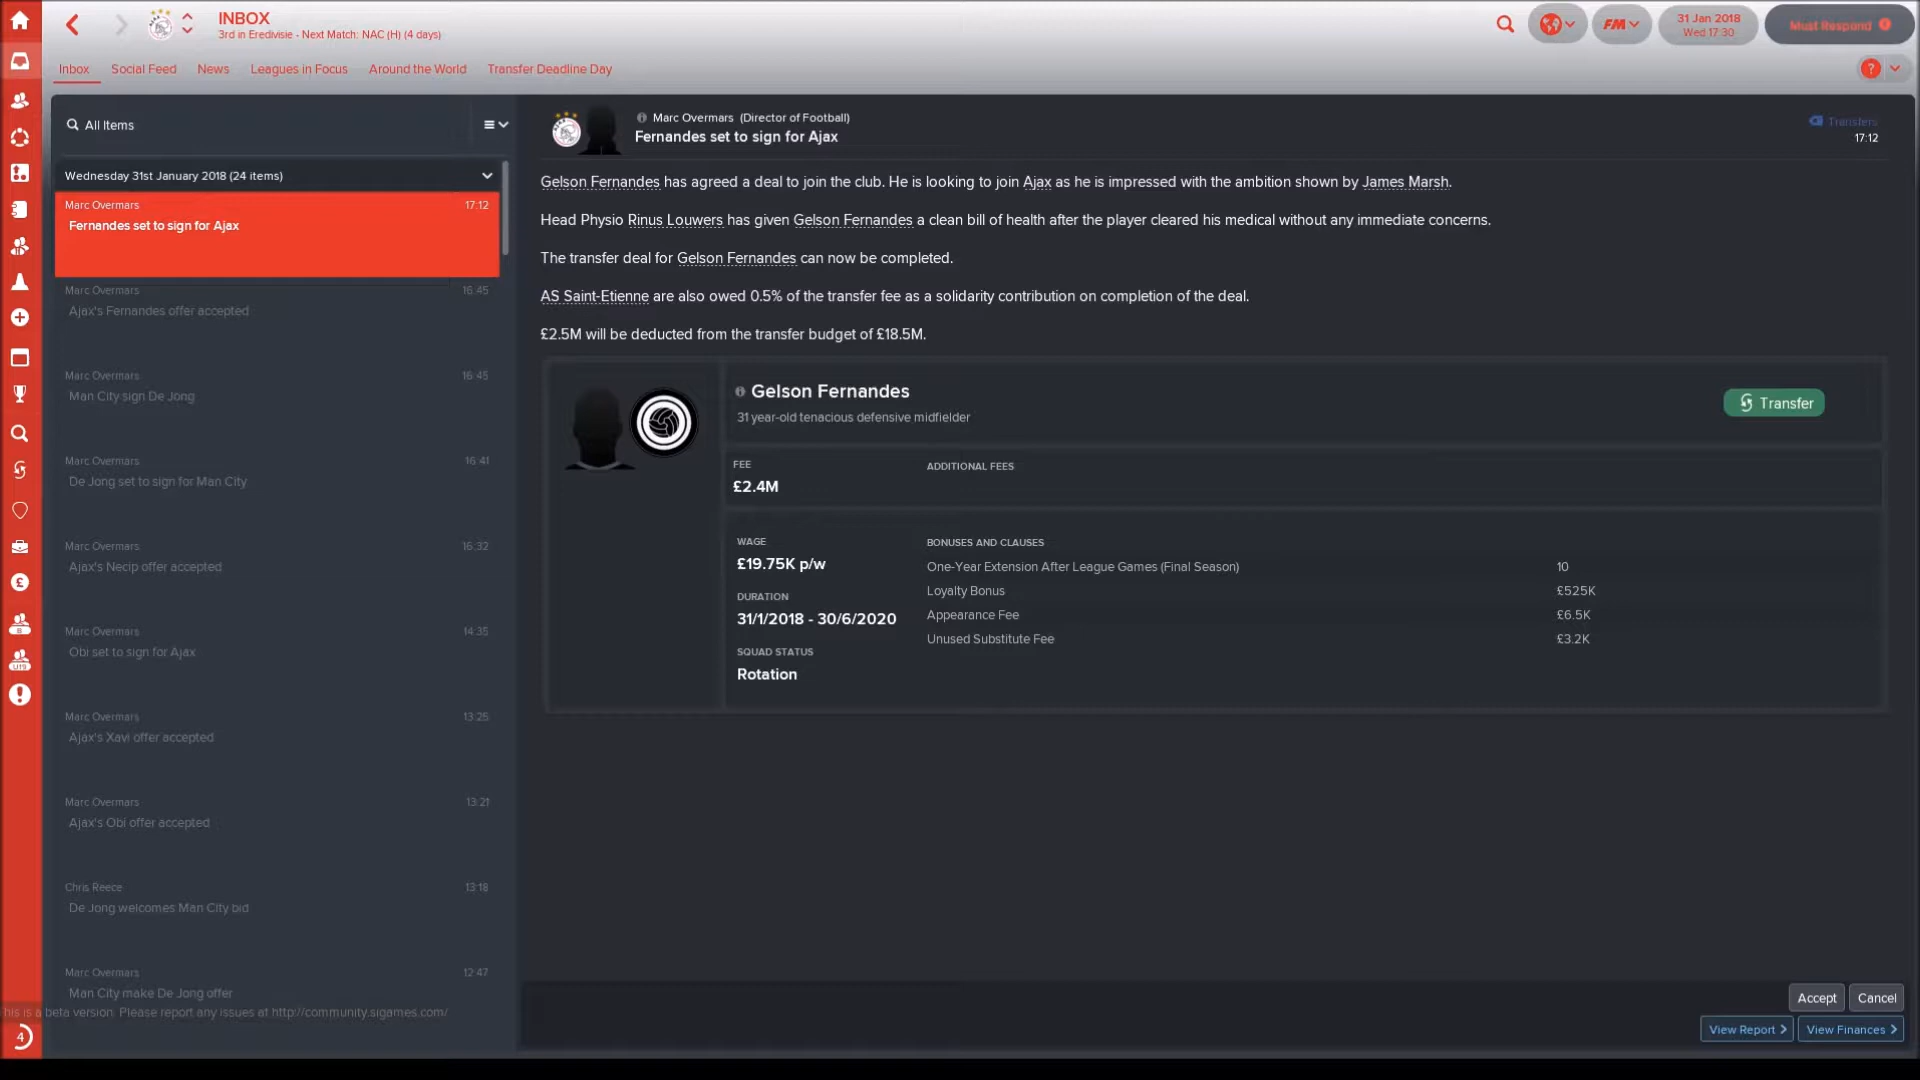 INBOX
3rd in Eredivisie - Next Match: NAC (H) (4 days)
FM
31 Jan 2018
Wed 17:30
Must Respond
Inbox Social Feed News Leagues in Focus Around the World Transfer Deadline Day
?
All Items
Wednesday 31st January 2018 (24 items)
Marc Overmars 17:12
Fernandes set to sign for Ajax
Marc Overmars 16:45
Ajax's Fernandes offer accepted
Marc Overmars 16:45
Man City sign De Jong
Marc Overmars 16:41
De Jong set to sign for Man City
Marc Overmars 16:32
Ajax's Necip offer accepted
Marc Overmars 14:35
Obi set to sign for Ajax
Marc Overmars 13:25
Ajax's Xavi offer accepted
Marc Overmars 13:21
Ajax's Obi offer accepted
Chris Reece 13:18
De Jong welcomes Man City bid
Marc Overmars 12:47
Man City make De Jong offer
This is a beta version. Please report any issues at http://community.sigames.com/
B
U19
4
Marc Overmars (Director of Football)
Fernandes set to sign for Ajax
Transfers
17:12
Gelson Fernandes has agreed a deal to join the club. He is looking to join Ajax as he is impressed with the ambition shown by James Marsh.
Head Physio Rinus Louwers has given Gelson Fernandes a clean bill of health after the player cleared his medical without any immediate concerns.
The transfer deal for Gelson Fernandes can now be completed.
AS Saint-Etienne are also owed 0.5% of the transfer fee as a solidarity contribution on completion of the deal.
£2.5M will be deducted from the transfer budget of £18.5M.
Gelson Fernandes
31 year-old tenacious defensive midfielder
Transfer
FEE
£2.4M
ADDITIONAL FEES
WAGE
£19.75K p/w
DURATION
31/1/2018 - 30/6/2020
SQUAD STATUS
Rotation
BONUSES AND CLAUSES
One-Year Extension After League Games (Final Season) 10
Loyalty Bonus £525K
Appearance Fee £6.5K
Unused Substitute Fee £3.2K
Accept Cancel
View Report View Finances